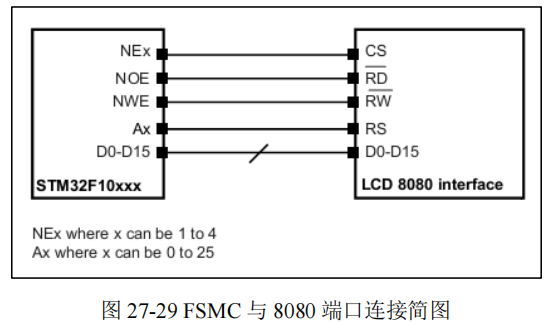 NEx CS
NOE RD
NWE RW
Ax RS
D0-D15 D0-D15
STM32F10xxx LCD 8080 interface
NEx where x can be 1 to 4
Ax where x can be 0 to 25
图 27-29 FSMC 与 8080 端口连接简图